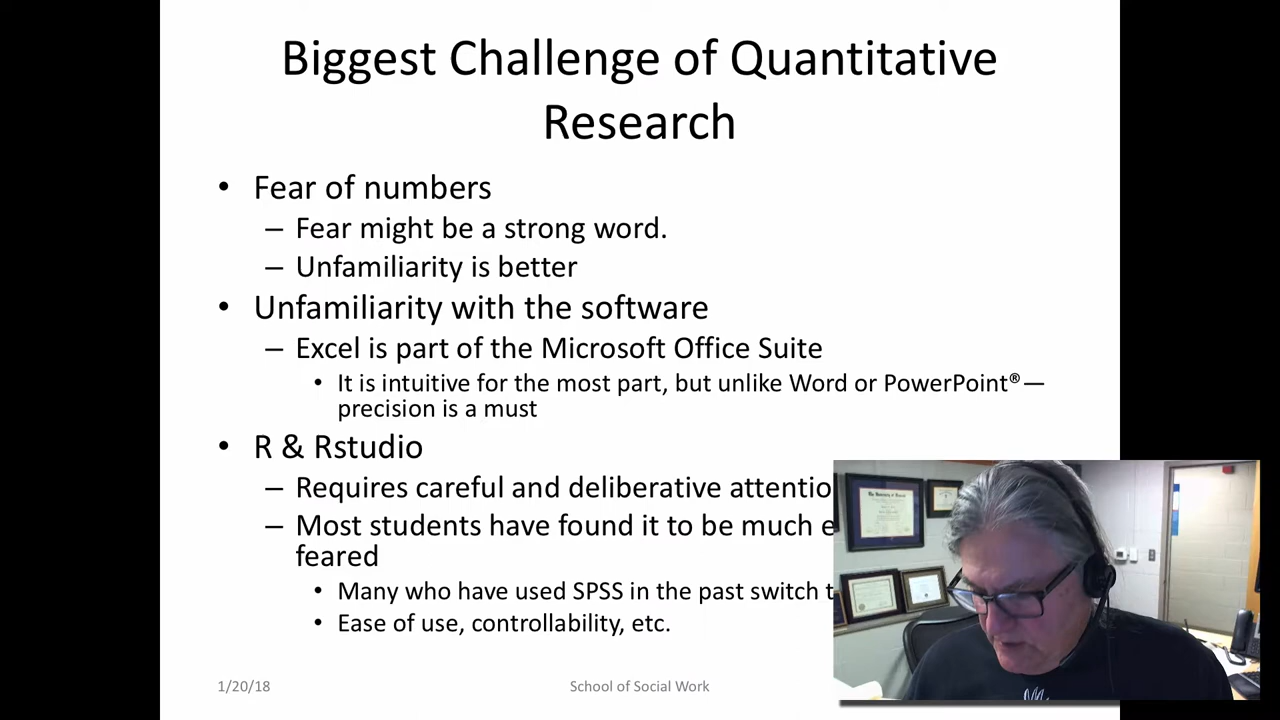 Biggest Challenge of Quantitative
Research
• Fear of numbers
– Fear might be a strong word.
– Unfamiliarity is better
• Unfamiliarity with the software
– Excel is part of the Microsoft Office Suite
• It is intuitive for the most part, but unlike Word or PowerPoint®—
precision is a must
• R & Rstudio
– Requires careful and deliberative
– Most students have found it to be much
feared
• Many who have used SPSS in the past switch
• Ease of use, controllability, etc.
1/20/18
School of Social Work